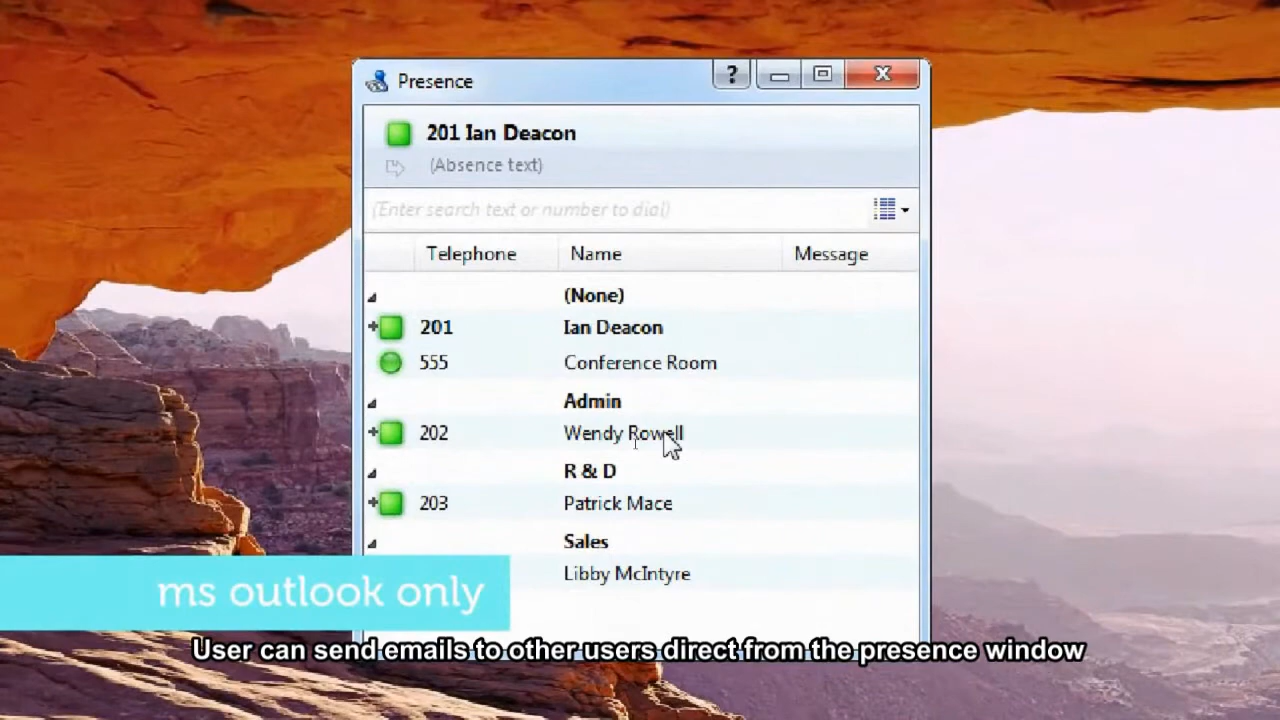 Presence
?
201 Ian Deacon
(Absence text)
(Enter search text or number to dial)
Telephone Name Message
(None)
201 Ian Deacon
555 Conference Room
Admin
202 Wendy Rowell
R & D
203 Patrick Mace
Sales
Libby McIntyre
ms outlook only
User can send emails to other users direct from the presence window